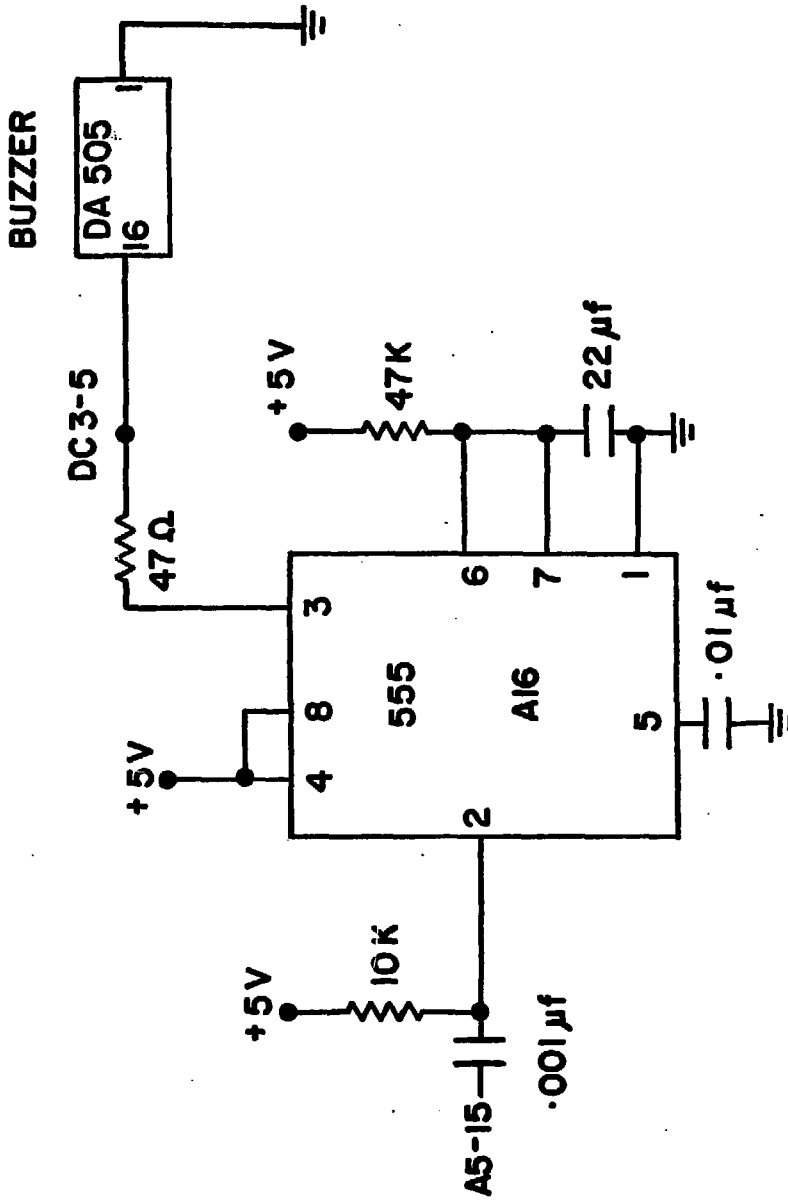 BUZZER
DA 505
16
1
DC3-5
47Ω
+5V
47K
22μf
+5V
4
8
3
6
7
1
555
A16
2
5
.01μf
+5V
10K
.001μf
A5-15